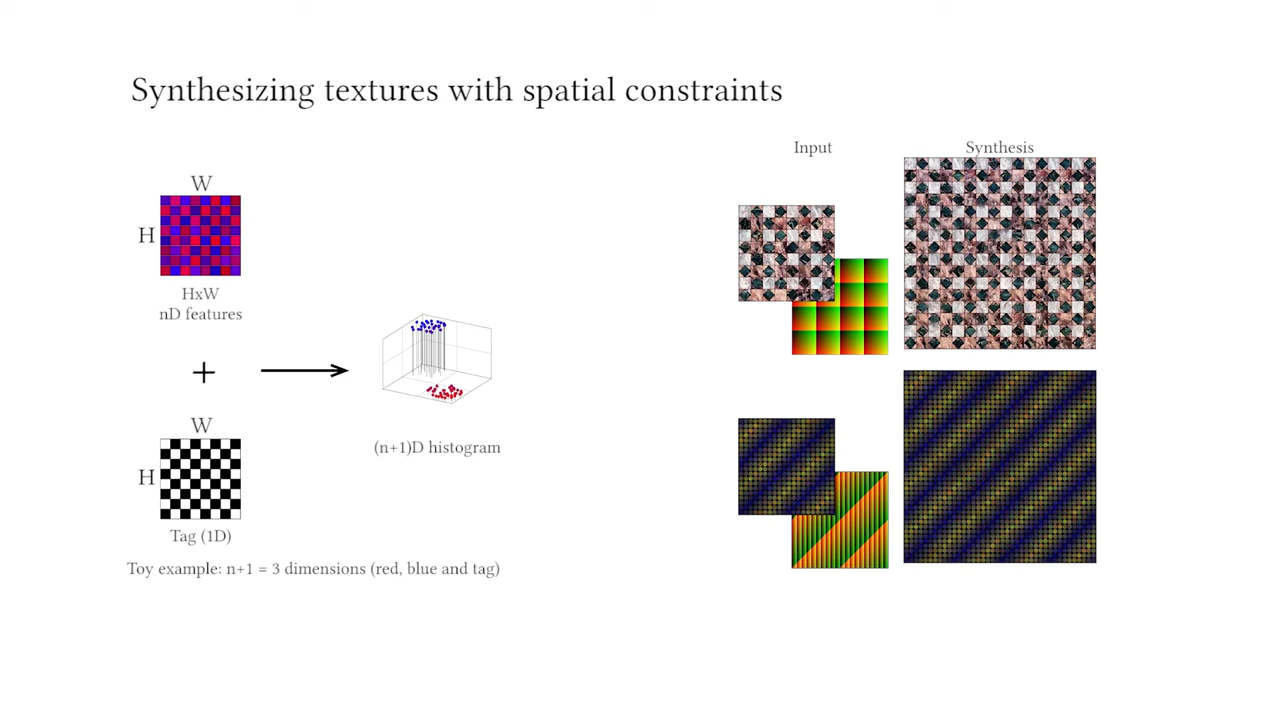 Synthesizing textures with spatial constraints
W
H
HxW
nD features
+
W
H
Tag (1D)
(n+1)D histogram
Toy example: n+1 = 3 dimensions (red, blue and tag)
Input
Synthesis